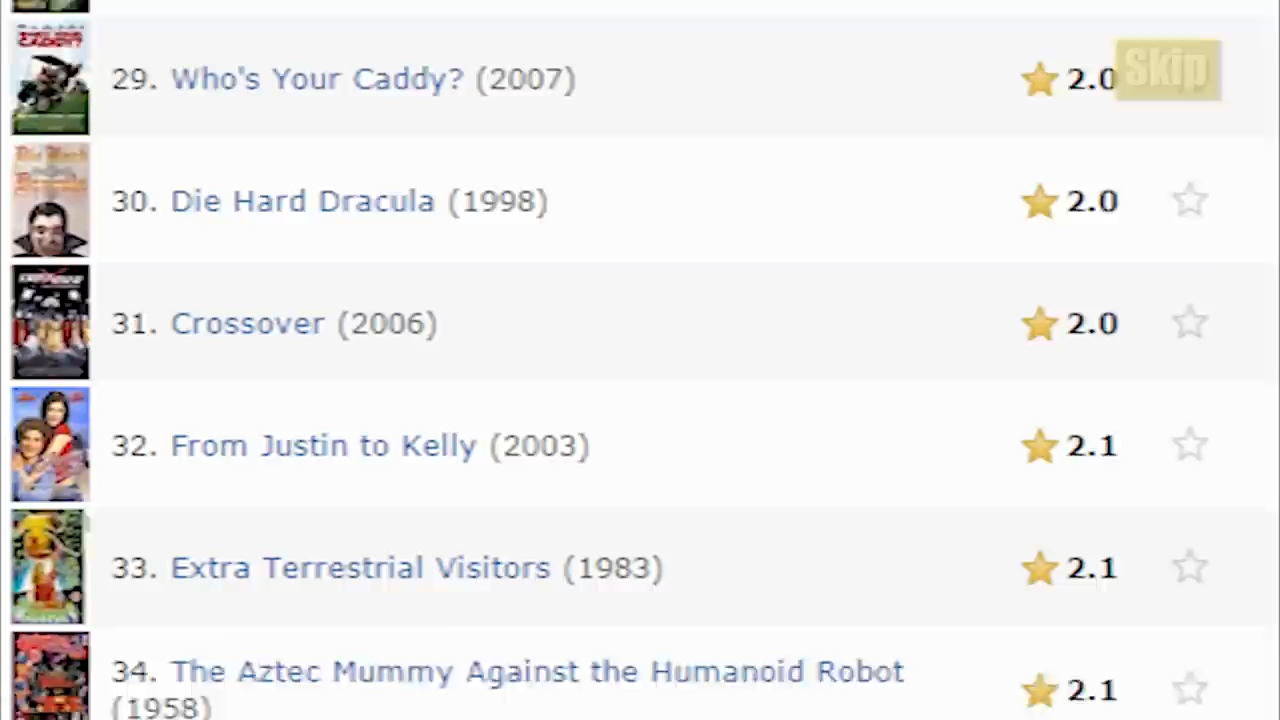 29. Who's Your Caddy? (2007) 2.0
Skip
30. Die Hard Dracula (1998) 2.0
31. Crossover (2006) 2.0
32. From Justin to Kelly (2003) 2.1
33. Extra Terrestrial Visitors (1983) 2.1
34. The Aztec Mummy Against the Humanoid Robot
(1958) 2.1